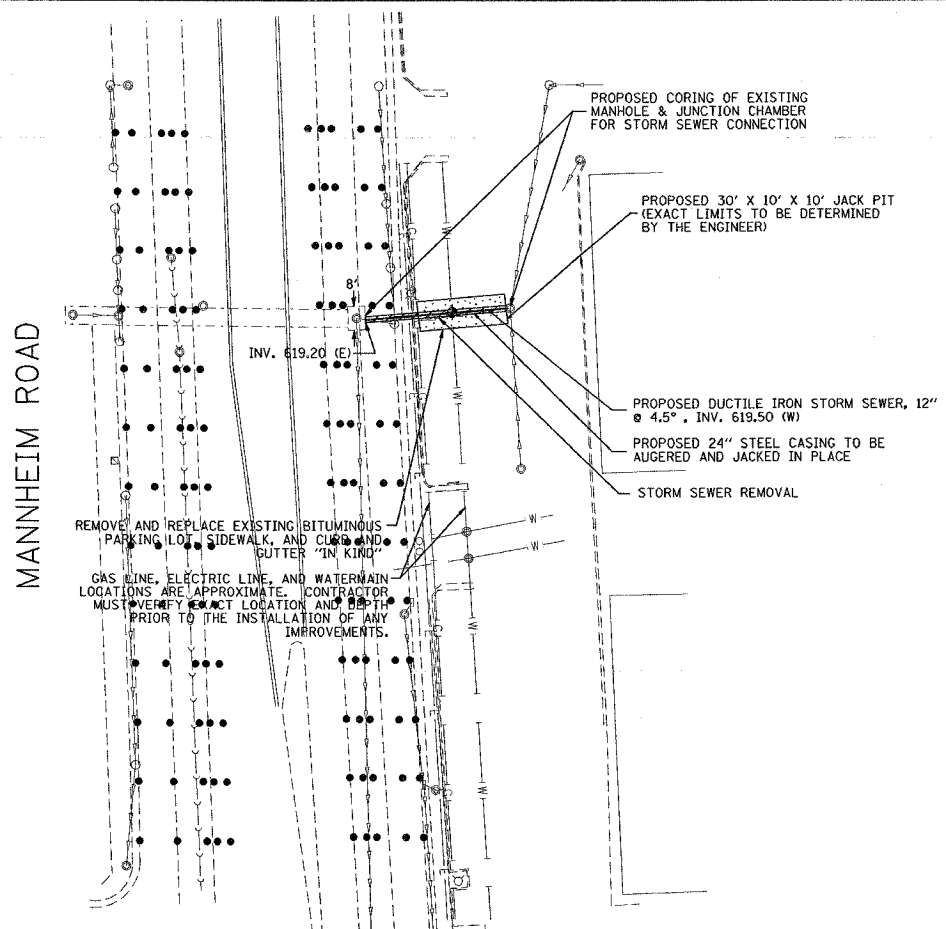 PROPOSED CORING OF EXISTING
MANHOLE & JUNCTION CHAMBER
FOR STORM SEWER CONNECTION
PROPOSED 30' X 10' X 10' JACK PIT
(EXACT LIMITS TO BE DETERMINED
BY THE ENGINEER)
8'
INV. 619.20 (E)
MANNHEIM ROAD
PROPOSED DUCTILE IRON STORM SEWER, 12"
@ 4.5°, INV. 619.50 (W)
PROPOSED 24" STEEL CASING TO BE
AUGERED AND JACKED IN PLACE
STORM SEWER REMOVAL
REMOVE AND REPLACE EXISTING BITUMINOUS
PARKING LOT, SIDEWALK, AND CURB AND
GUTTER "IN KIND"
GAS LINE, ELECTRIC LINE, AND WATERMAIN
LOCATIONS ARE APPROXIMATE. CONTRACTOR
MUST VERIFY EXACT LOCATION AND DEPTH
PRIOR TO THE INSTALLATION OF ANY
IMPROVEMENTS.
W
W
W
W
W
W
W
G
G
G